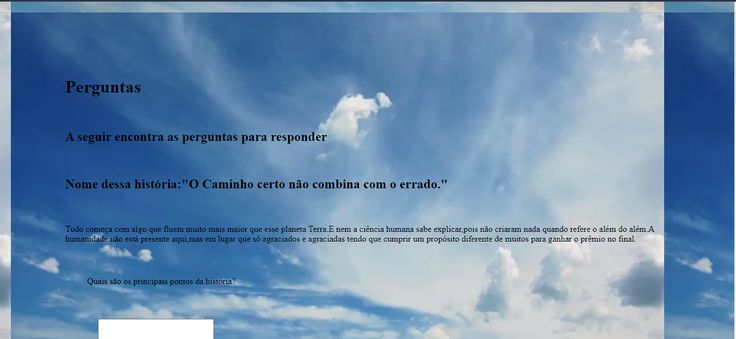 Perguntas
A seguir encontra as perguntas para responder
Nome dessa história:"O Caminho certo não combina com o errado."
Tudo começa com algo que fluem muito mais maior que esse planeta Terra.E nem a ciência humana sabe explicar,pois não criaram nada quando refere o além do além.A
humanidade não está presente aqui,mas em lugar que só agraciados e agraciadas tendo que cumprir um propósito diferente de muitos para ganhar o prêmio no final.
Quais são os principais pontos da história?